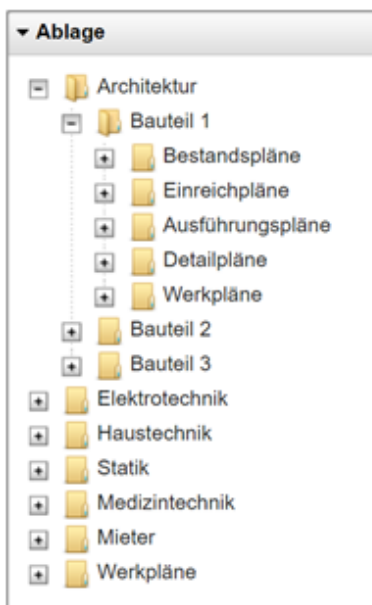 Ablage
Architektur
Bauteil 1
Bestandspläne
Einreichpläne
Ausführungspläne
Detailpläne
Werkpläne
Bauteil 2
Bauteil 3
Elektrotechnik
Haustechnik
Statik
Medizintechnik
Mieter
Werkpläne